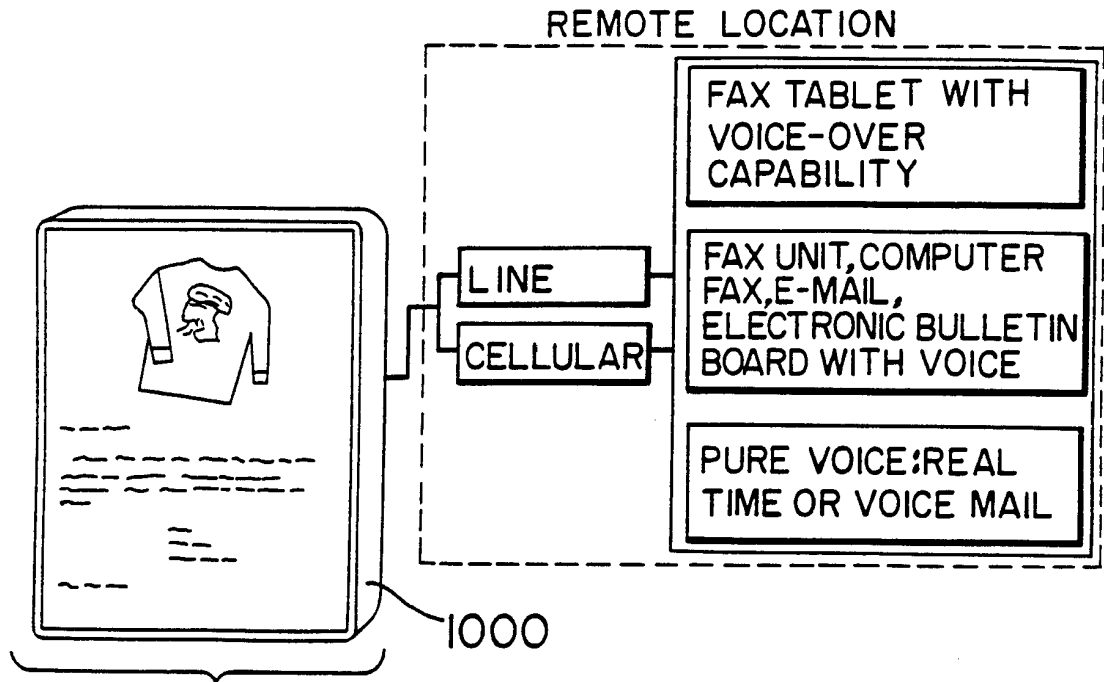 REMOTE LOCATION
FAX TABLET WITH
VOICE-OVER
CAPABILITY
LINE
CELLULAR
FAX UNIT,COMPUTER
FAX,E-MAIL,
ELECTRONIC BULLETIN
BOARD WITH VOICE
PURE VOICE:REAL
TIME OR VOICE MAIL
1000